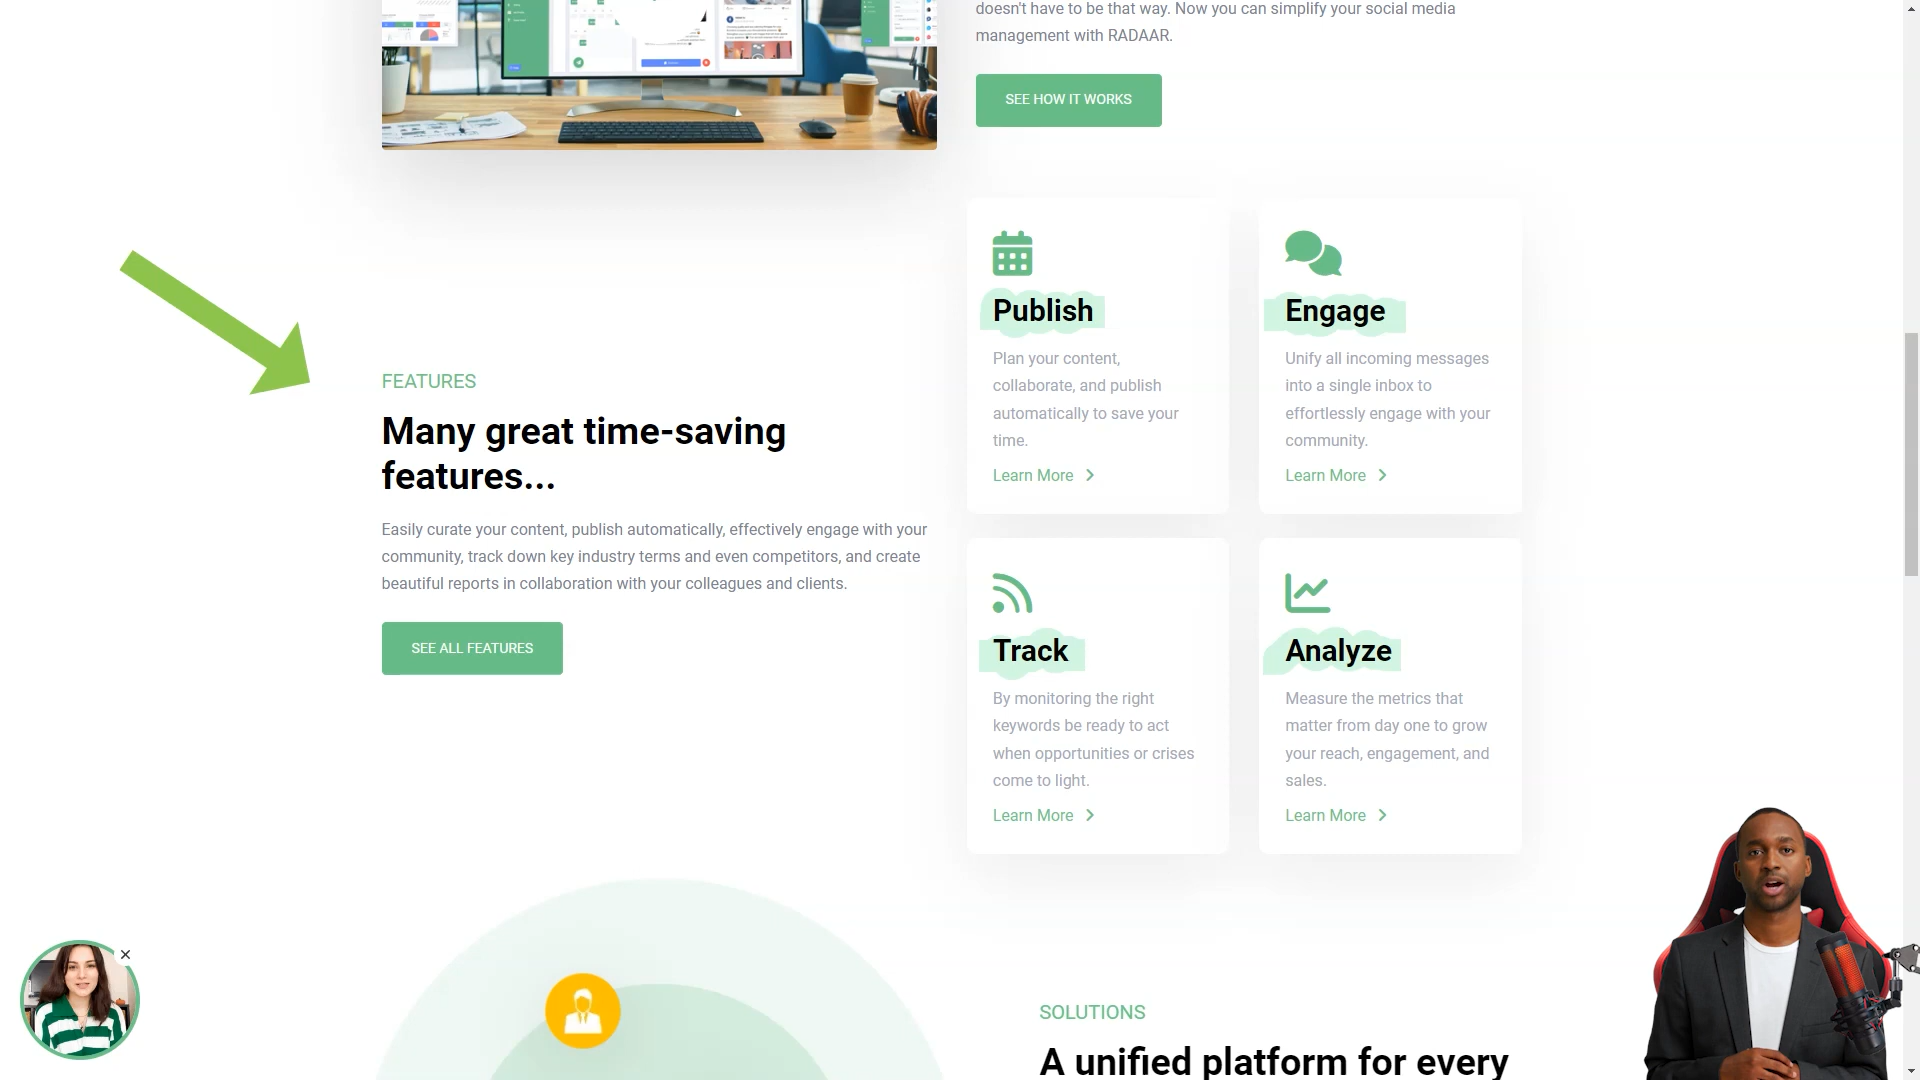 doesn't have to be that way. Now you can simplify your social media
management with RADAAR.
SEE HOW IT WORKS
FEATURES
Many great time-saving
features...
Easily curate your content, publish automatically, effectively engage with your
community, track down key industry terms and even competitors, and create
beautiful reports in collaboration with your colleagues and clients.
SEE ALL FEATURES
Publish
Plan your content,
collaborate, and publish
automatically to save your
time.
Learn More
Engage
Unify all incoming messages
into a single inbox to
effortlessly engage with your
community.
Learn More
Track
By monitoring the right
keywords be ready to act
when opportunities or crises
come to light.
Learn More
Analyze
Measure the metrics that
matter from day one to grow
your reach, engagement, and
sales.
Learn More
SOLUTIONS
A unified platform for every